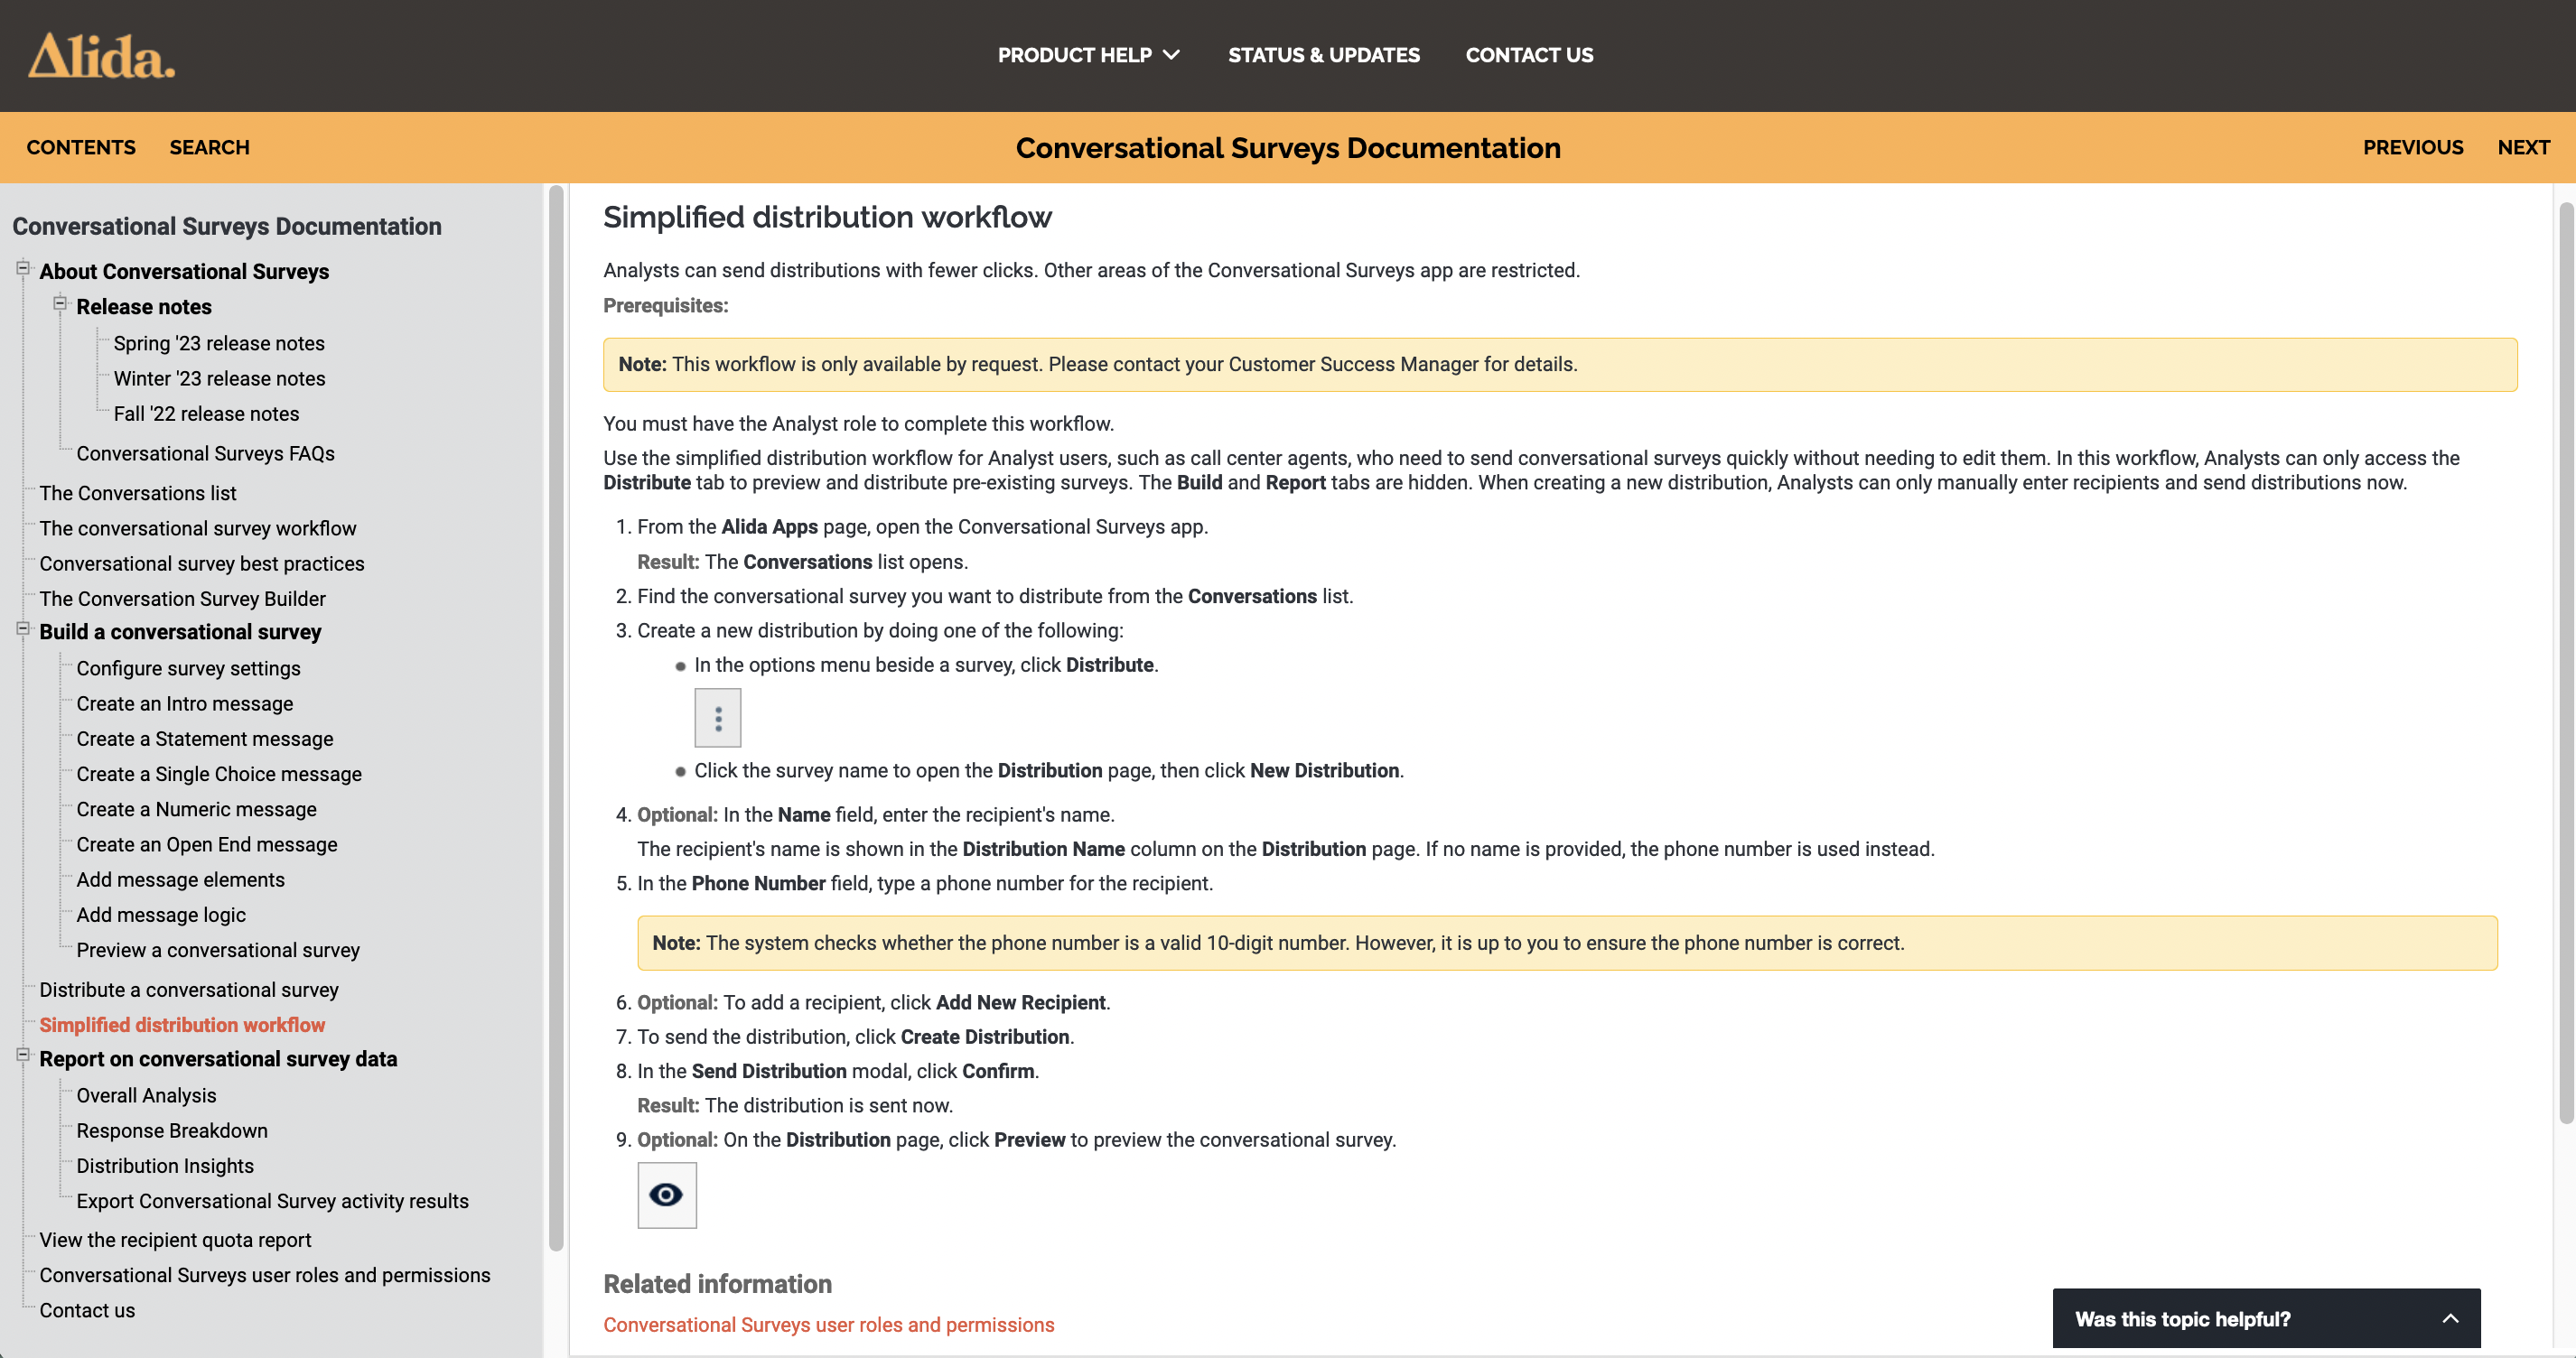 Alida.
PRODUCT HELP
STATUS & UPDATES
CONTACT US
CONTENTS
SEARCH
Conversational Surveys Documentation
PREVIOUS
NEXT
Conversational Surveys Documentation
About Conversational Surveys
Release notes
Spring '23 release notes
Winter '23 release notes
Fall '22 release notes
Conversational Surveys FAQs
The Conversations list
The conversational survey workflow
Conversational survey best practices
The Conversation Survey Builder
Build a conversational survey
Configure survey settings
Create an Intro message
Create a Statement message
Create a Single Choice message
Create a Numeric message
Create an Open End message
Add message elements
Add message logic
Preview a conversational survey
Distribute a conversational survey
Simplified distribution workflow
Report on conversational survey data
Overall Analysis
Response Breakdown
Distribution Insights
Export Conversational Survey activity results
View the recipient quota report
Conversational Surveys user roles and permissions
Contact us
Simplified distribution workflow
Analysts can send distributions with fewer clicks. Other areas of the Conversational Surveys app are restricted.
Prerequisites:
Note: This workflow is only available by request. Please contact your Customer Success Manager for details.
You must have the Analyst role to complete this workflow.
Use the simplified distribution workflow for Analyst users, such as call center agents, who need to send conversational surveys quickly without needing to edit them. In this workflow, Analysts can only access the
Distribute tab to preview and distribute pre-existing surveys. The Build and Report tabs are hidden. When creating a new distribution, Analysts can only manually enter recipients and send distributions now.
1. From the Alida Apps page, open the Conversational Surveys app.
Result: The Conversations list opens.
2. Find the conversational survey you want to distribute from the Conversations list.
3. Create a new distribution by doing one of the following:
● In the options menu beside a survey, click Distribute.
● Click the survey name to open the Distribution page, then click New Distribution.
4. Optional: In the Name field, enter the recipient's name.
The recipient's name is shown in the Distribution Name column on the Distribution page. If no name is provided, the phone number is used instead.
5. In the Phone Number field, type a phone number for the recipient.
Note: The system checks whether the phone number is a valid 10-digit number. However, it is up to you to ensure the phone number is correct.
6. Optional: To add a recipient, click Add New Recipient.
7. To send the distribution, click Create Distribution.
8. In the Send Distribution modal, click Confirm.
Result: The distribution is sent now.
9. Optional: On the Distribution page, click Preview to preview the conversational survey.
Related information
Conversational Surveys user roles and permissions
Was this topic helpful?